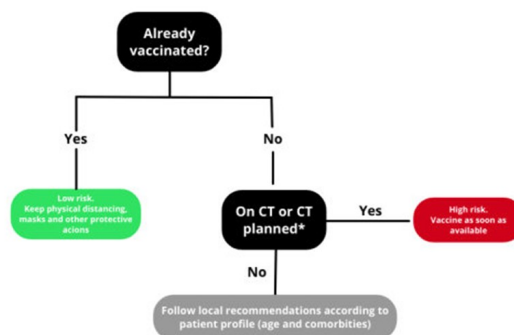 Already
vaccinated?
Yes
No
Low risk.
Keep physical distancing,
masks and other protective
acions
On CT or CT
planned*
Yes
High risk.
Vaccine as soon as
available
No
Follow local recommendations according to
patient profile (age and comorbities)